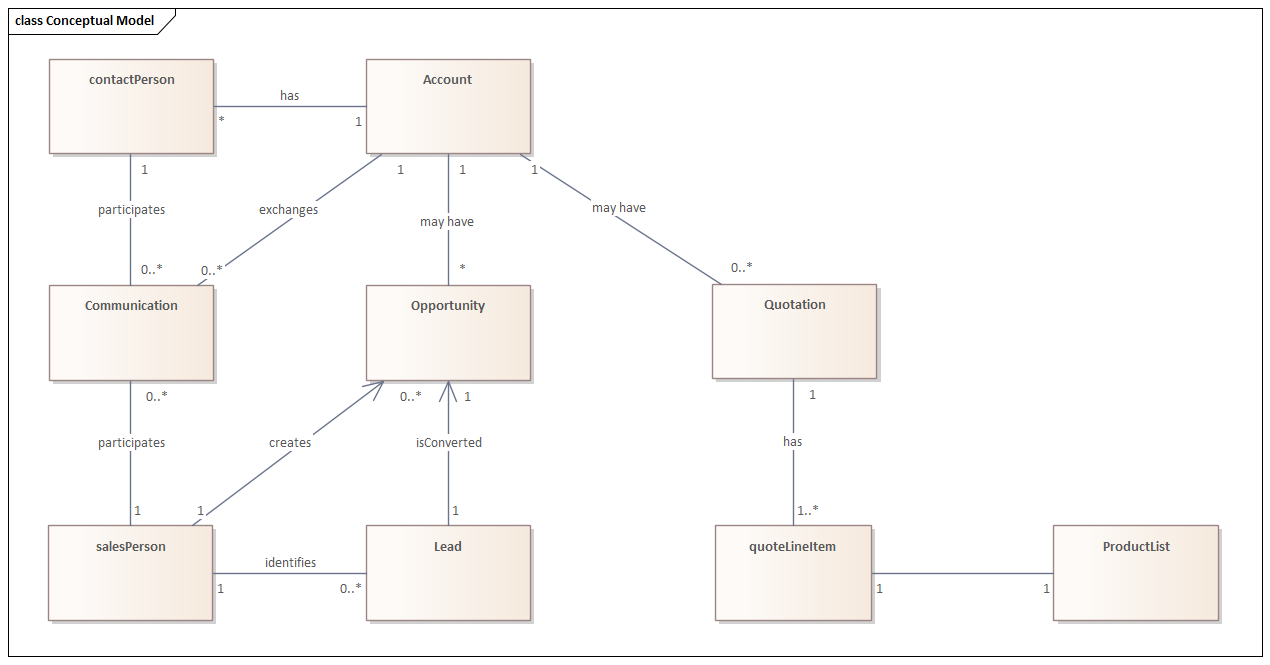 class Conceptual Model
contactPerson
Account
has
*
1
1
1
1
1
participates
exchanges
may have
may have
0..*
0..*
*
0..*
Communication
Opportunity
Quotation
0..*
0..*
1
1
participates
creates
isConverted
has
1
1
1
1..*
salesPerson
Lead
quoteLineItem
ProductList
identifies
1
0..*
1
1